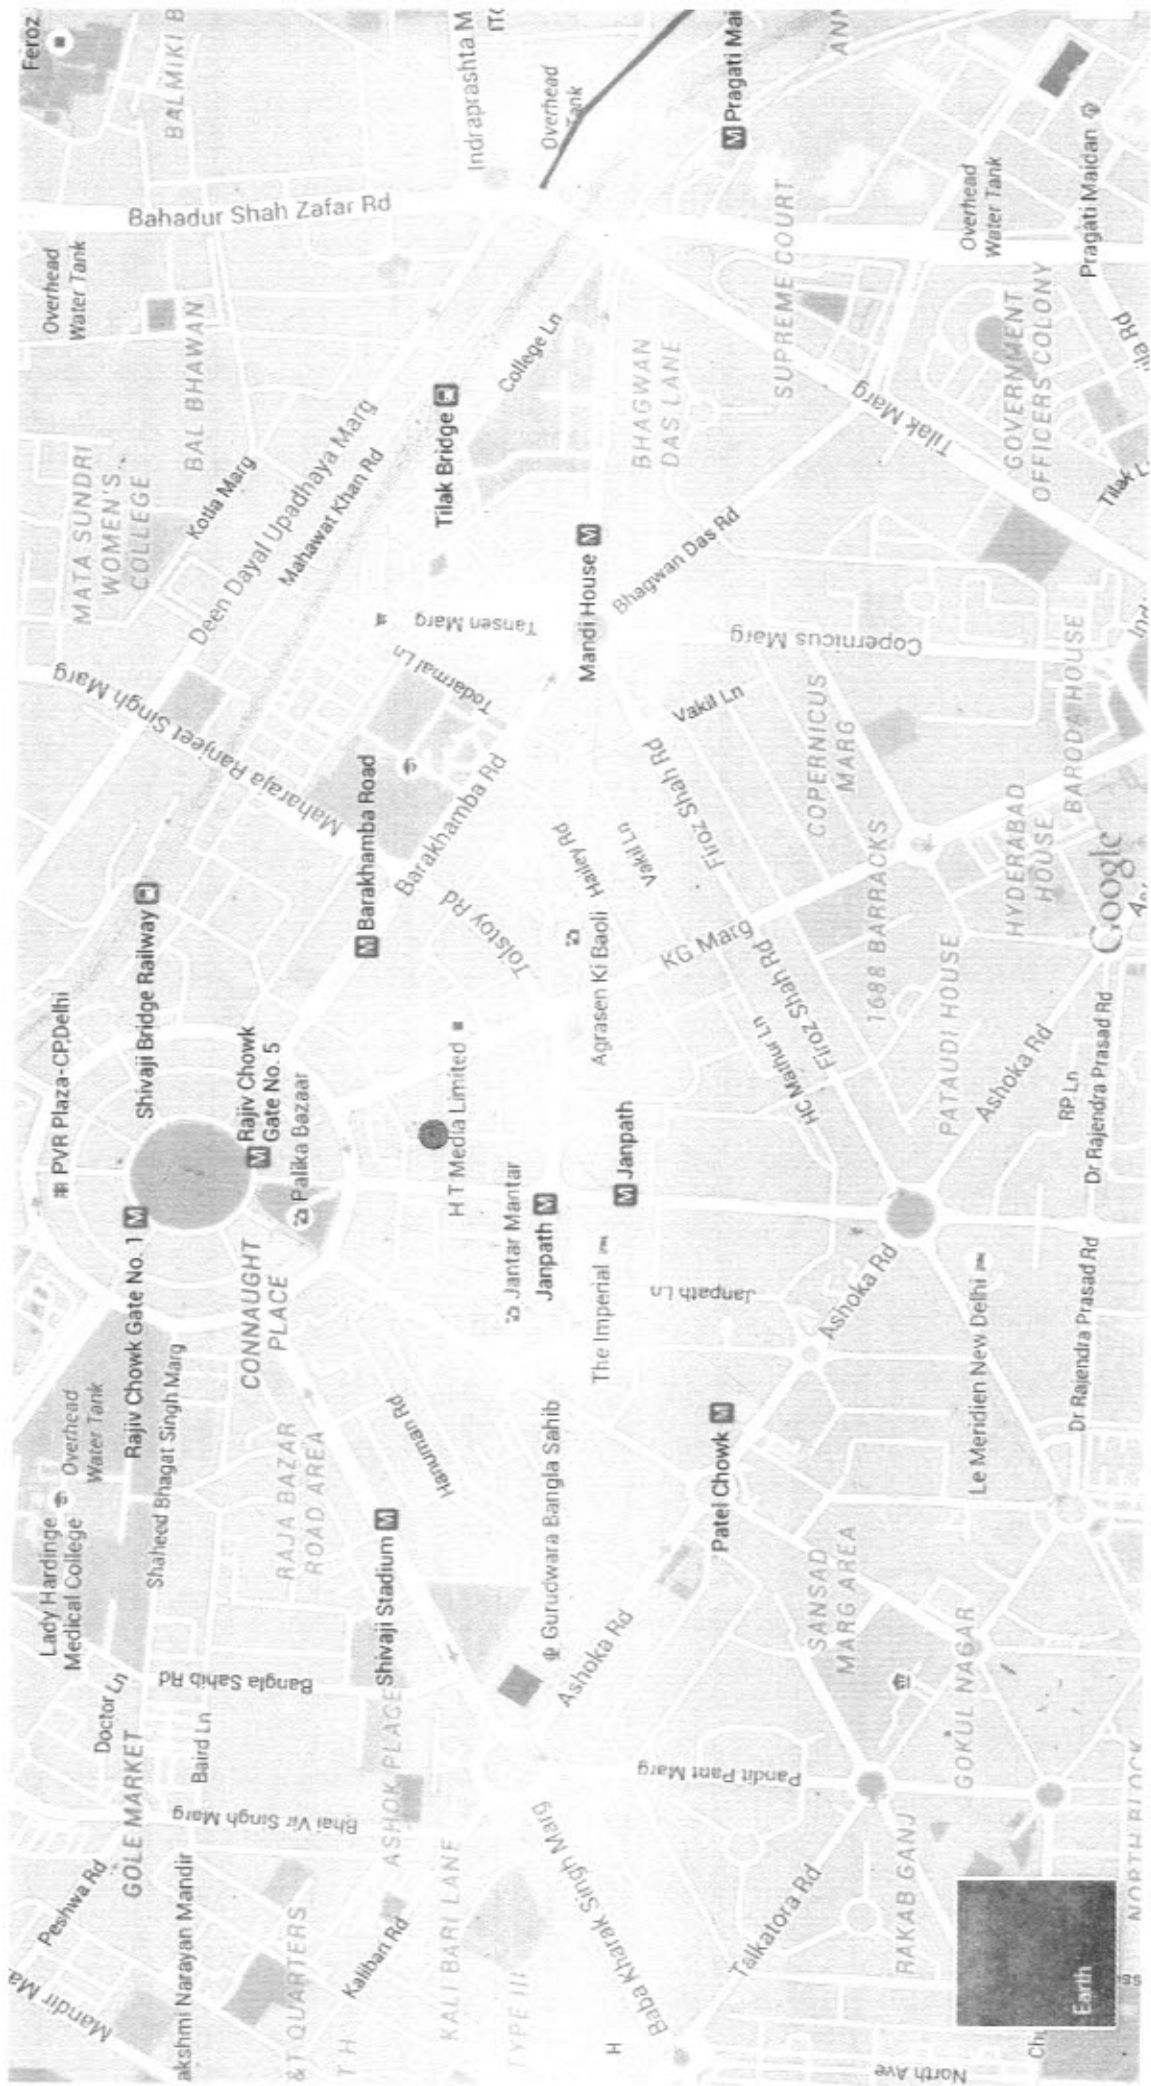 Mandir Ma
Peshwa Rd
Lady Hardinge
Medical College
Overhead
Water Tank
PVR Plaza-CP,Delhi
Overhead
Water Tank
Feroz
Doctor Ln
GOLE MARKET
Rajiv Chowk Gate No. 1
Shivaji Bridge Railway
Maharaja Ranjeet Singh Marg
MATA SUNDRI
WOMEN'S
COLLEGE
Bahadur Shah Zafar Rd
BALMIKI B
akshmi Narayan Mandir
Bhai Vir Singh Marg
Baird Ln
Bangla Sahib Rd
Shaheed Bhagat Singh Marg
CONNAUGHT
PLACE
Rajiv Chowk
Gate No. 5
Palika Bazaar
Kotla Marg
BAL BHAWAN
Deen Dayal Upadhaya Marg
Mahawat Khan Rd
& T QUARTERS
T H
Kalibari Rd
RAJA BAZAR
ROAD AREA
ASHOK PLACE
Shivaji Stadium
Hanuman Rd
Barakhamba Road
Barakhamba Rd
Todarmal Ln
Tansen Marg
Tilak Bridge
College Ln
Indraprashta M
ITO
Overhead
Tank
KALI BARI LANE
TYPE III
H T Media Limited
Tolstoy Rd
Jantar Mantar
Janpath
Gurudwara Bangla Sahib
Ashoka Rd
The Imperial
Janpath
Agrasen Ki Baoli
Hailey Rd
Vakil Ln
Mandi House
Bhagwan Das Rd
BHAGWAN
DAS LANE
H
Baba Kharak Singh Marg
Pandit Pant Marg
Janpath Ln
KG Marg
Firoz Shah Rd
Vakil Ln
Copernicus Marg
Pragati Mai
Talkatora Rd
Patel Chowk
Ashoka Rd
HC Mathur Ln
Firoz Shah Rd
COPERNICUS
MARG
SUPREME COURT
Tilak Marg
SANSAD
MARG AREA
1688 BARRACKS
RAKAB GANJ
GOKUL NAGAR
Le Meridien New Delhi
PATAUDI HOUSE
Ashoka Rd
HYDERABAD
HOUSE
BARODA HOUSE
GOVERNMENT
OFFICERS COLONY
Overhead
Water Tank
Pragati Maidan
North Ave
Earth
Dr Rajendra Prasad Rd
RP Ln
Dr Rajendra Prasad Rd
Google
Tilak L
NORTH BLOCK